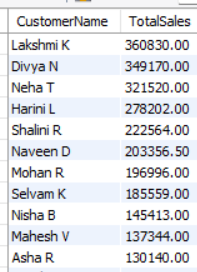 CustomerName TotalSales
Lakshmi K 360830.00
Divya N 349170.00
Neha T 321520.00
Harini L 278202.00
Shalini R 222564.00
Naveen D 203356.50
Mohan R 196996.00
Selvam K 185559.00
Nisha B 145413.00
Mahesh V 137344.00
Asha R 130140.00